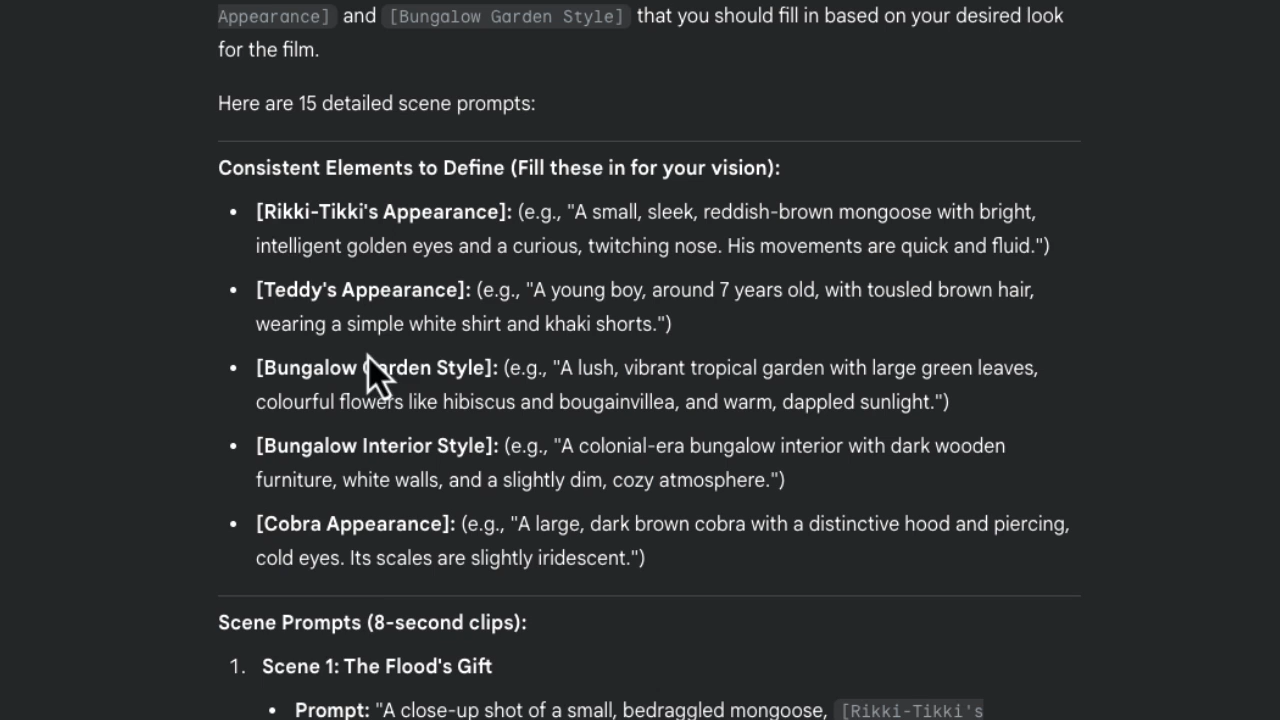 Appearance] and [Bungalow Garden Style] that you should fill in based on your desired look
for the film.
Here are 15 detailed scene prompts:
Consistent Elements to Define (Fill these in for your vision):
• [Rikki-Tikki's Appearance]: (e.g., "A small, sleek, reddish-brown mongoose with bright,
intelligent golden eyes and a curious, twitching nose. His movements are quick and fluid.")
• [Teddy's Appearance]: (e.g., "A young boy, around 7 years old, with tousled brown hair,
wearing a simple white shirt and khaki shorts.")
• [Bungalow Garden Style]: (e.g., "A lush, vibrant tropical garden with large green leaves,
colourful flowers like hibiscus and bougainvillea, and warm, dappled sunlight.")
• [Bungalow Interior Style]: (e.g., "A colonial-era bungalow interior with dark wooden
furniture, white walls, and a slightly dim, cozy atmosphere.")
• [Cobra Appearance]: (e.g., "A large, dark brown cobra with a distinctive hood and piercing,
cold eyes. Its scales are slightly iridescent.")
Scene Prompts (8-second clips):
1. Scene 1: The Flood's Gift
• Prompt: "A close-up shot of a small, bedraggled mongoose, [Rikki-Tikki's